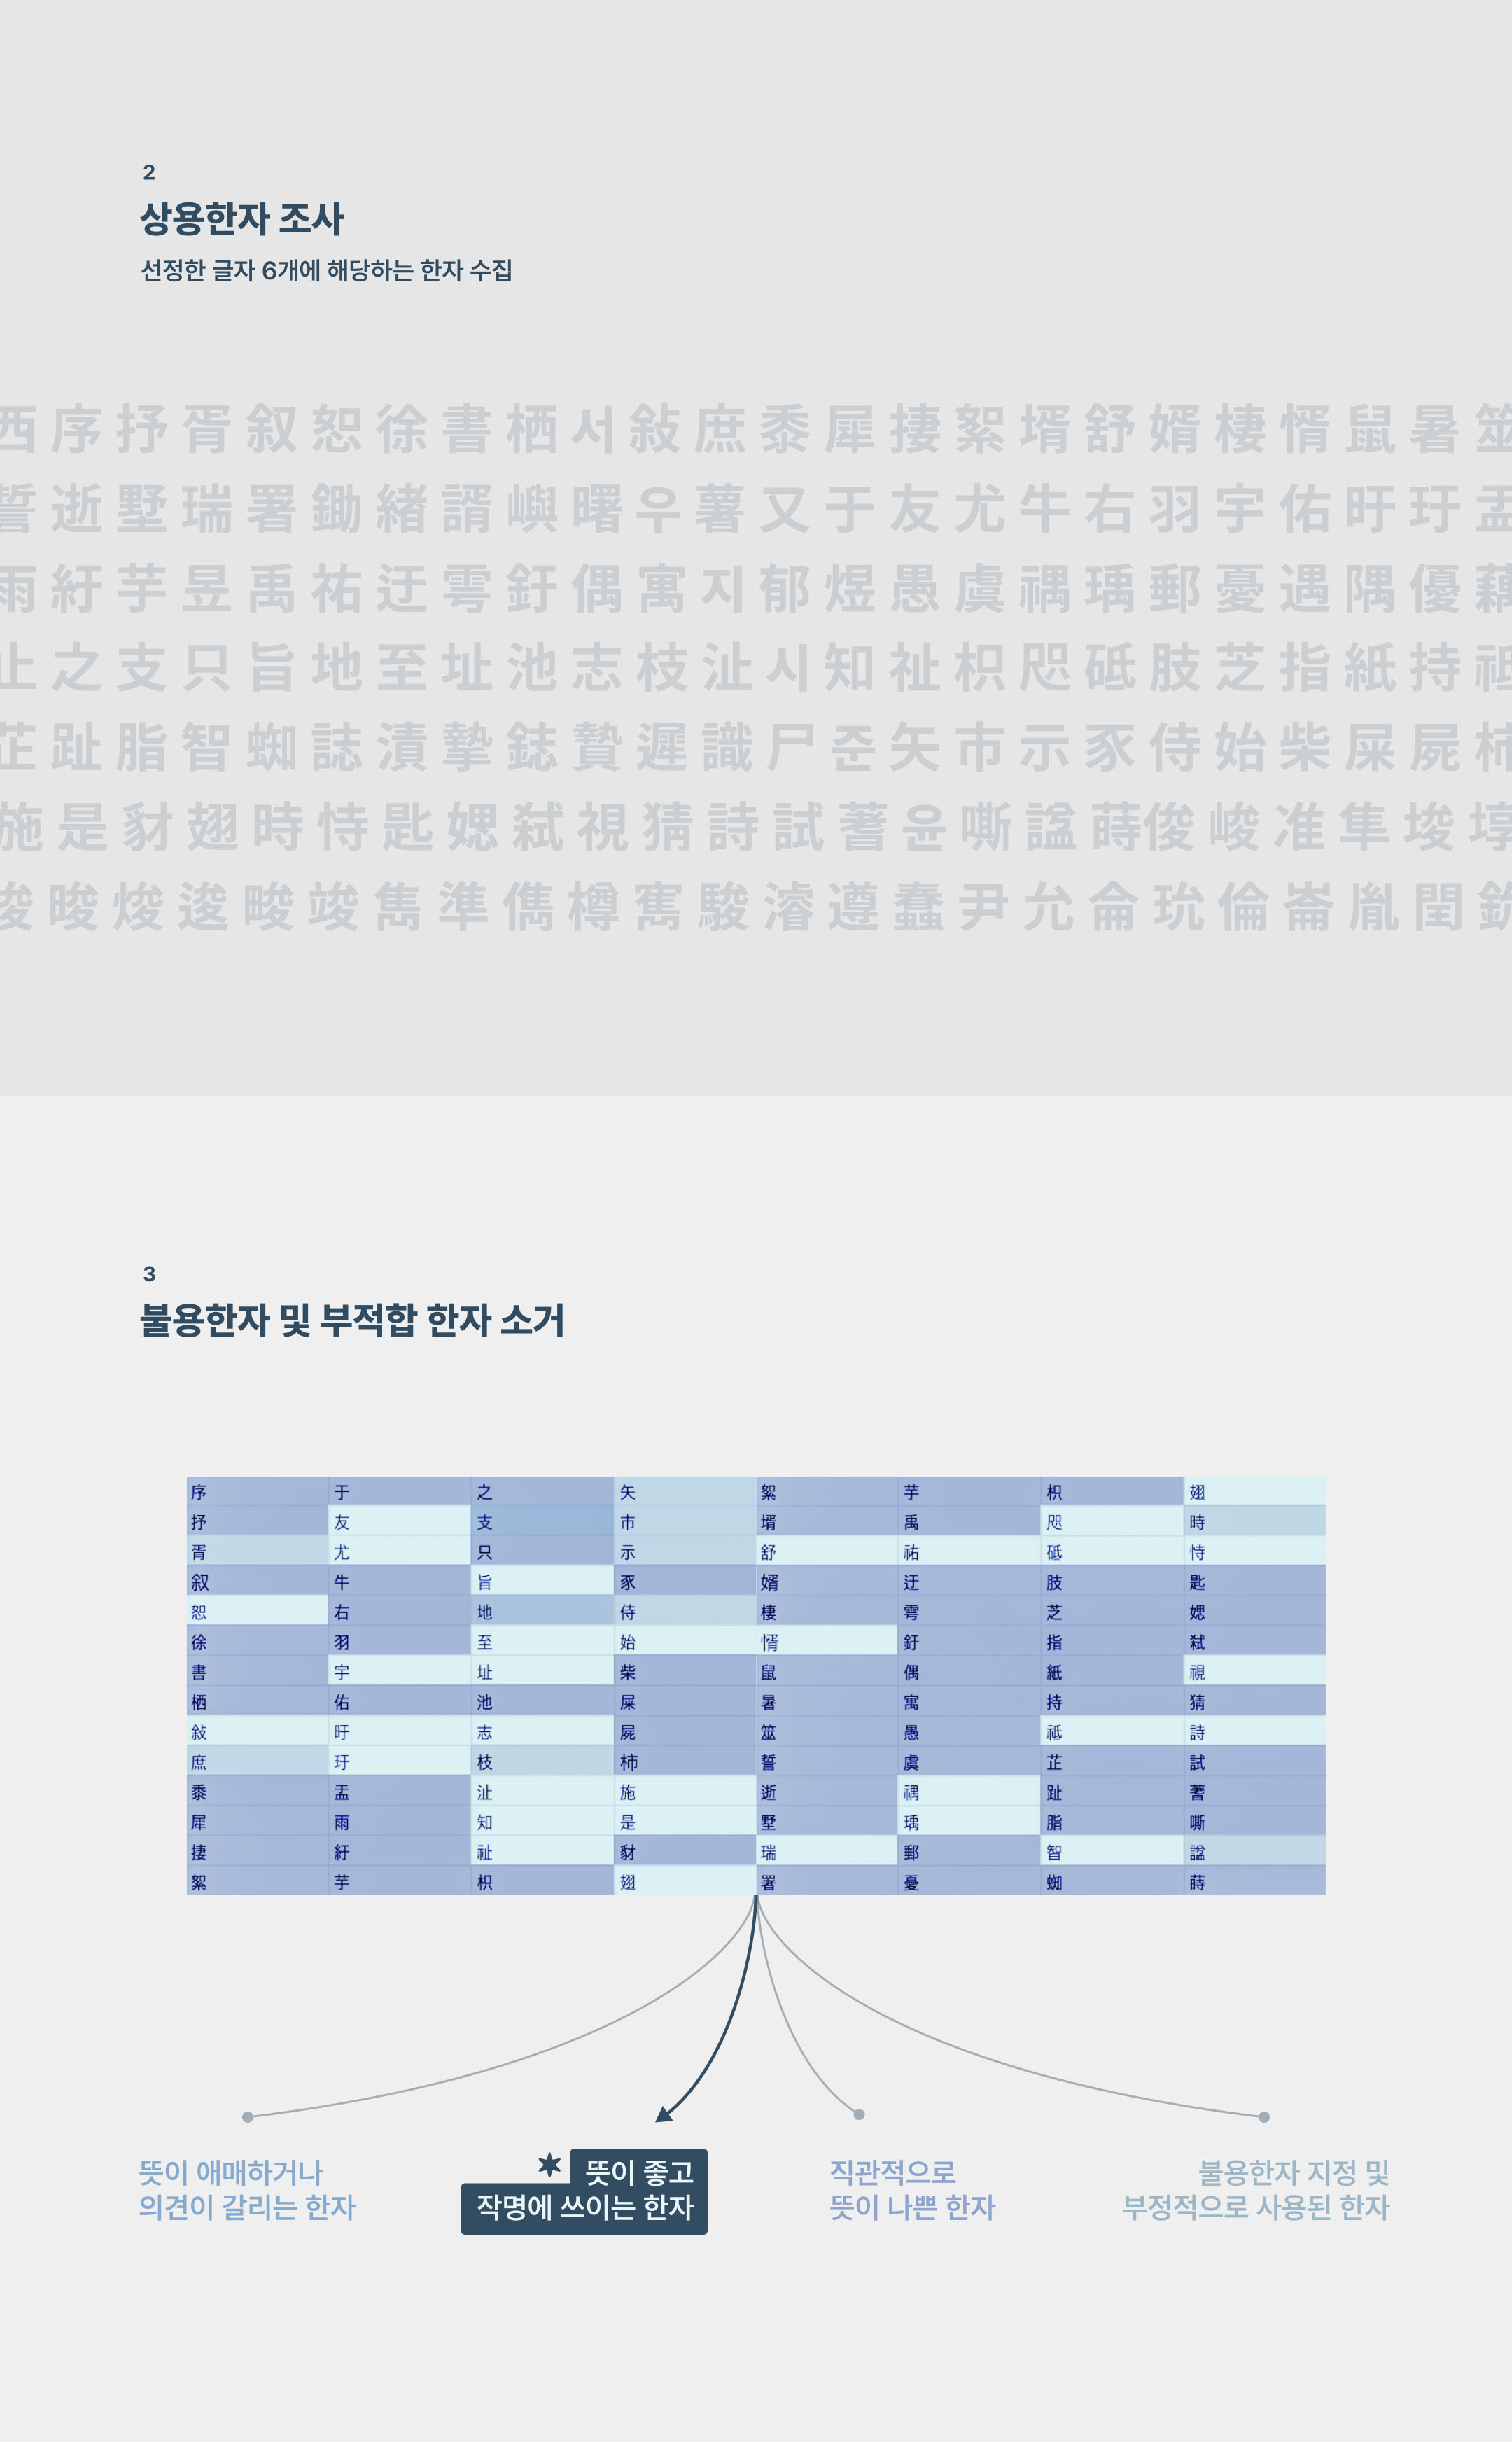 2
상용한자 조사
선정한 글자 6개에 해당하는 한자 수집
西序抒胥叙恕徐書栖서敍庶黍犀捿絮壻舒婿棲惰鼠暑筮
誓逝墅瑞署鋤緖諝嶼曙우薯又于友尤牛右羽宇佑旴玗盂
雨紆芋昱禹祐迂雩釪偶寓지郁煜愚虞禑瑀郵憂遇隅優藕
止之支只旨地至址池志枝沚시知祉枳咫砥肢芝指紙持祗
芷趾脂智蜘誌漬摯鋕贄遲識尸준矢市示豕侍始柴屎屍柿
施是豺翅時恃匙媤弑視猜詩試蓍윤嘶諡蒔俊峻准隼埈埻
浚晙焌逡畯竣雋準儁樽寯駿濬遵蠢尹允侖玧倫崙胤閏鈗
3
불용한자 및 부적합 한자 소거
序 于 之 矢 絮 芋 枳 翅
抒 友 支 市 壻 禹 咫 時
胥 尤 只 示 舒 祐 砥 恃
叙 牛 旨 豕 婿 迂 肢 匙
恕 右 地 侍 棲 雩 芝 媤
徐 羽 至 始 惰 釪 指 弑
書 宇 址 柴 鼠 偶 紙 視
栖 佑 池 屎 暑 寓 持 猜
敍 旴 志 屍 筮 愚 祗 詩
庶 玗 枝 柿 誓 虞 芷 試
黍 盂 沚 施 逝 禑 趾 蓍
犀 雨 知 是 墅 瑀 脂 嘶
捿 紆 祉 豺 瑞 郵 智 諡
絮 芋 枳 翅 署 憂 蜘 蒔
뜻이 애매하거나
의견이 갈리는 한자
뜻이 좋고
작명에 쓰이는 한자
직관적으로
뜻이 나쁜 한자
불용한자 지정 및
부정적으로 사용된 한자